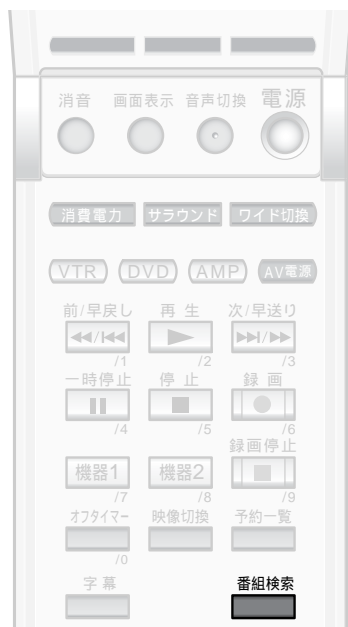 消音 画面表示 音声切換 電源
消費電力 サラウンド ワイド切換
VTR DVD AMP AV電源
前/早戻し 再生 次/早送り
/1 /2 /3
一時停止 停止 録画
/4 /5 /6
録画停止
機器1 機器2
/7 /8 /9
オフタイマー 映像切換 予約一覧
/0
字幕 番組検索